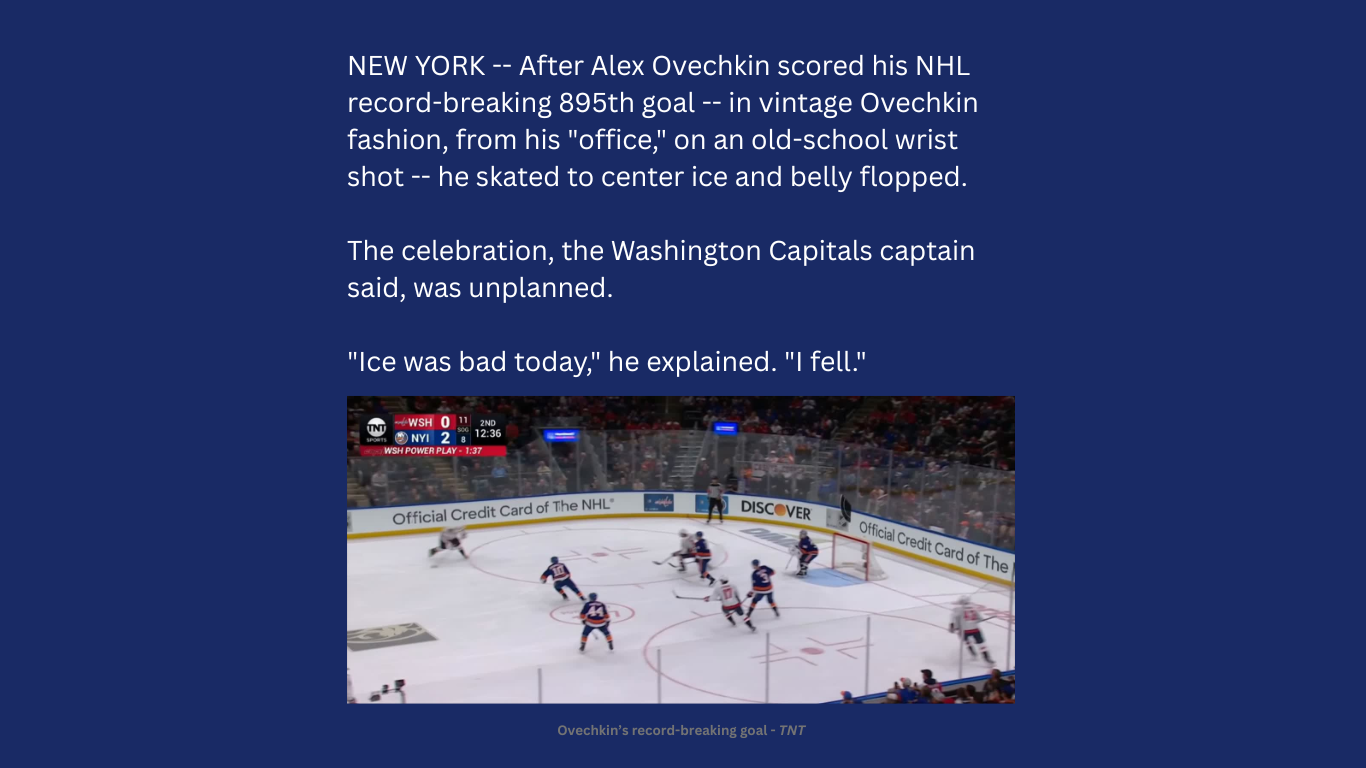 NEW YORK -- After Alex Ovechkin scored his NHL
record-breaking 895th goal -- in vintage Ovechkin
fashion, from his "office," on an old-school wrist
shot -- he skated to center ice and belly flopped.
The celebration, the Washington Capitals captain
said, was unplanned.
"Ice was bad today," he explained. "I fell."
TNT
SPORTS
WSH 0 11
SOG
NYI 2 8
2ND
12:36
WSH POWER PLAY - 1:37
Official Credit Card of The NHL®
DISCOVER
Official Credit Card of The
10
44
3
17
Ovechkin's record-breaking goal - TNT